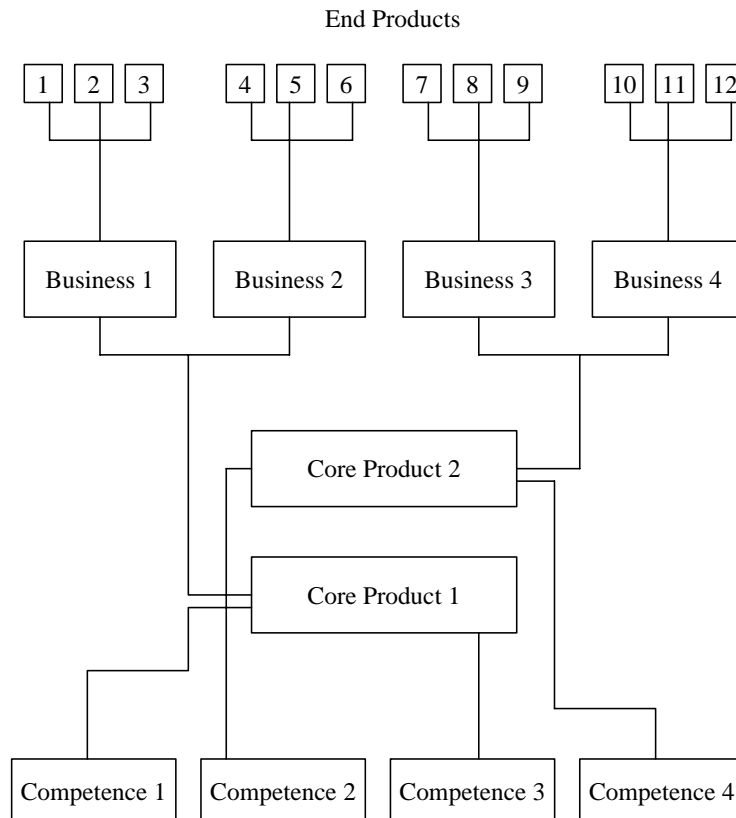 End Products
1 2 3 4 5 6 7 8 9 10 11 12
Business 1 Business 2 Business 3 Business 4
Core Product 2
Core Product 1
Competence 1 Competence 2 Competence 3 Competence 4